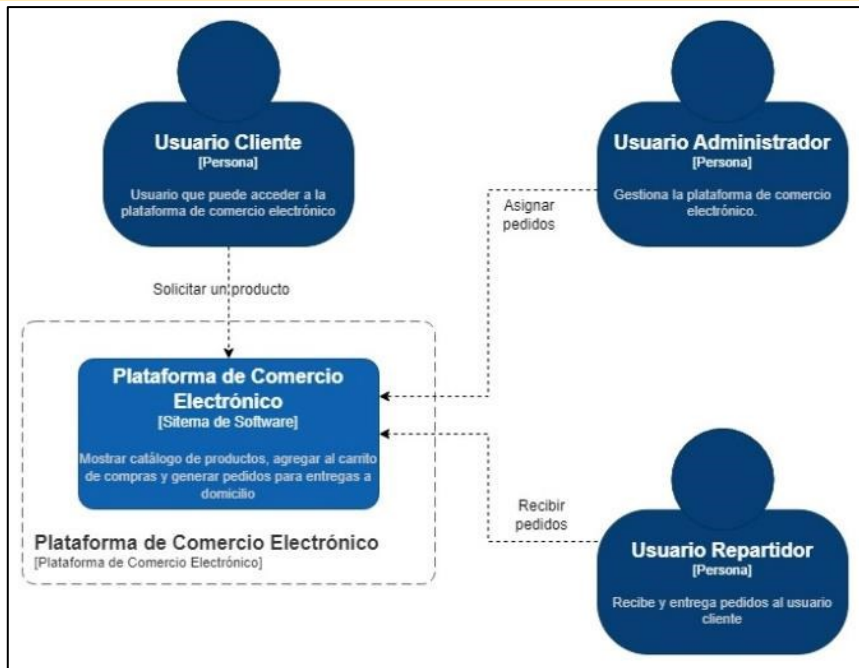 Usuario Cliente
[Persona]
Usuario que puede acceder a la
plataforma de comercio electrónico
Usuario Administrador
[Persona]
Gestiona la plataforma de comercio
electrónico.
Asignar
pedidos
Solicitar un producto
Plataforma de Comercio
Electrónico
[Sitema de Software]
Mostrar catálogo de productos, agregar al carrito
de compras y generar pedidos para entregas a
domicilio
Plataforma de Comercio Electrónico
[Plataforma de Comercio Electrónico]
Recibir
pedidos
Usuario Repartidor
[Persona]
Recibe y entrega pedidos al usuario
cliente